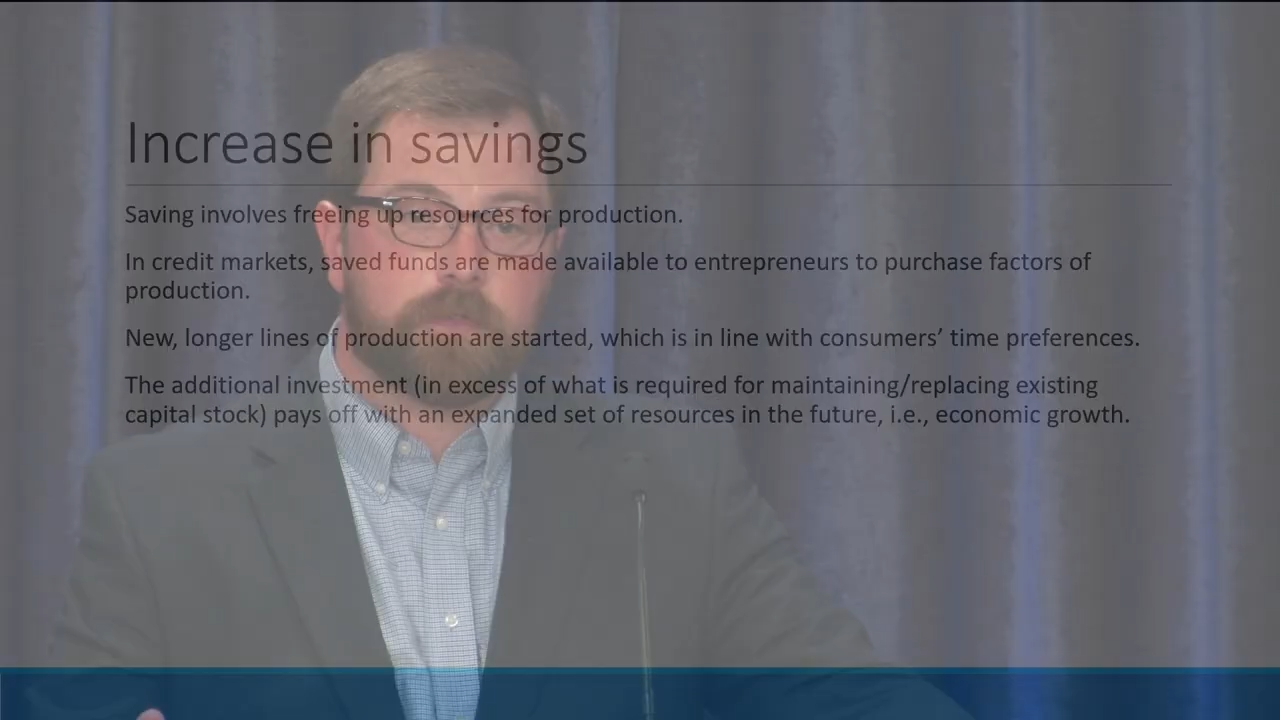 Increase in savings
Saving involves freeing up resources for production.
In credit markets, saved funds are made available to entrepreneurs to purchase factors of
production.
New, longer lines of production are started, which is in line with consumers’ time preferences.
The additional investment (in excess of what is required for maintaining/replacing existing
capital stock) pays off with an expanded set of resources in the future, i.e., economic growth.